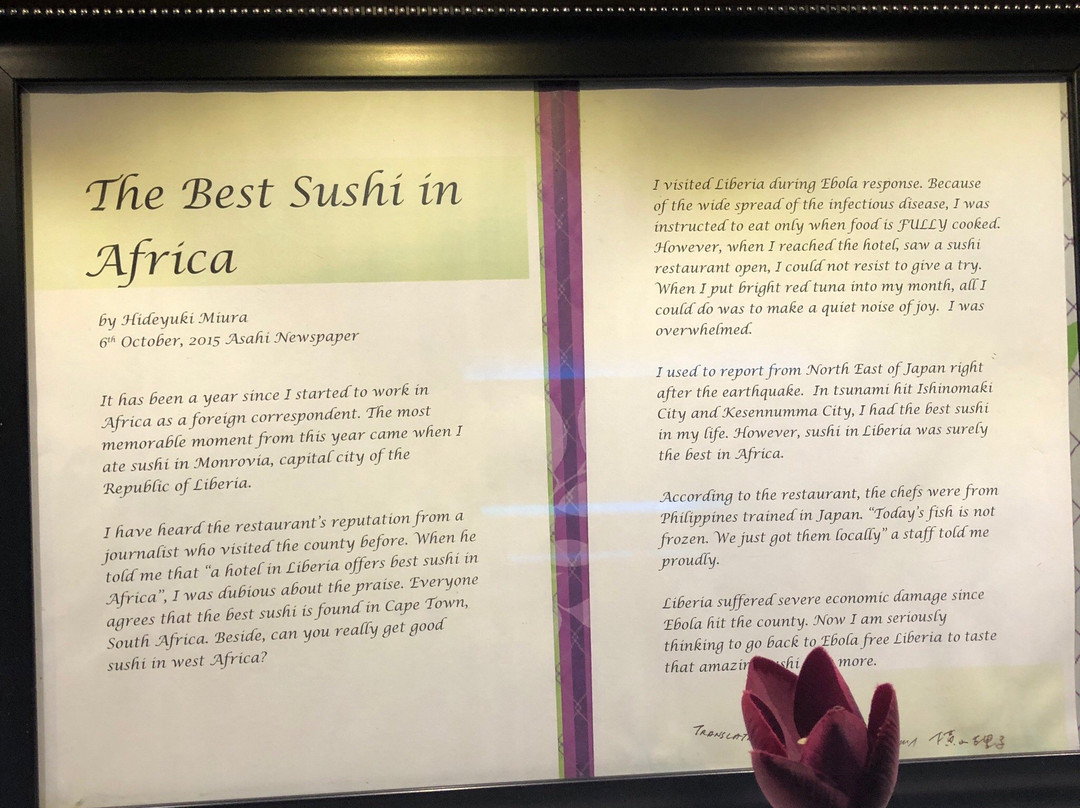 The Best Sushi in
Africa
by Hideyuki Miura
6th October, 2015 Asahi Newspaper
It has been a year since I started to work in
Africa as a foreign correspondent. The most
memorable moment from this year came when I
ate sushi in Monrovia, capital city of the
Republic of Liberia.
I have heard the restaurant's reputation from a
journalist who visited the county before. When he
told me that "a hotel in Liberia offers best sushi in
Africa", I was dubious about the praise. Everyone
agrees that the best sushi is found in Cape Town,
South Africa. Beside, can you really get good
sushi in west Africa?
I visited Liberia during Ebola response. Because
of the wide spread of the infectious disease, I was
instructed to eat only when food is FULLY cooked.
However, when I reached the hotel, saw a sushi
restaurant open, I could not resist to give a try.
When I put bright red tuna into my month, all I
could do was to make a quiet noise of joy. I was
overwhelmed.
I used to report from North East of Japan right
after the earthquake. In tsunami hit Ishinomaki
City and Kesennumma City, I had the best sushi
in my life. However, sushi in Liberia was surely
the best in Africa.
According to the restaurant, the chefs were from
Philippines trained in Japan. "Today's fish is not
frozen. We just got them locally" a staff told me
proudly.
Liberia suffered severe economic damage since
Ebola hit the county. Now I am seriously
thinking to go back to Ebola free Liberia to taste
that more.